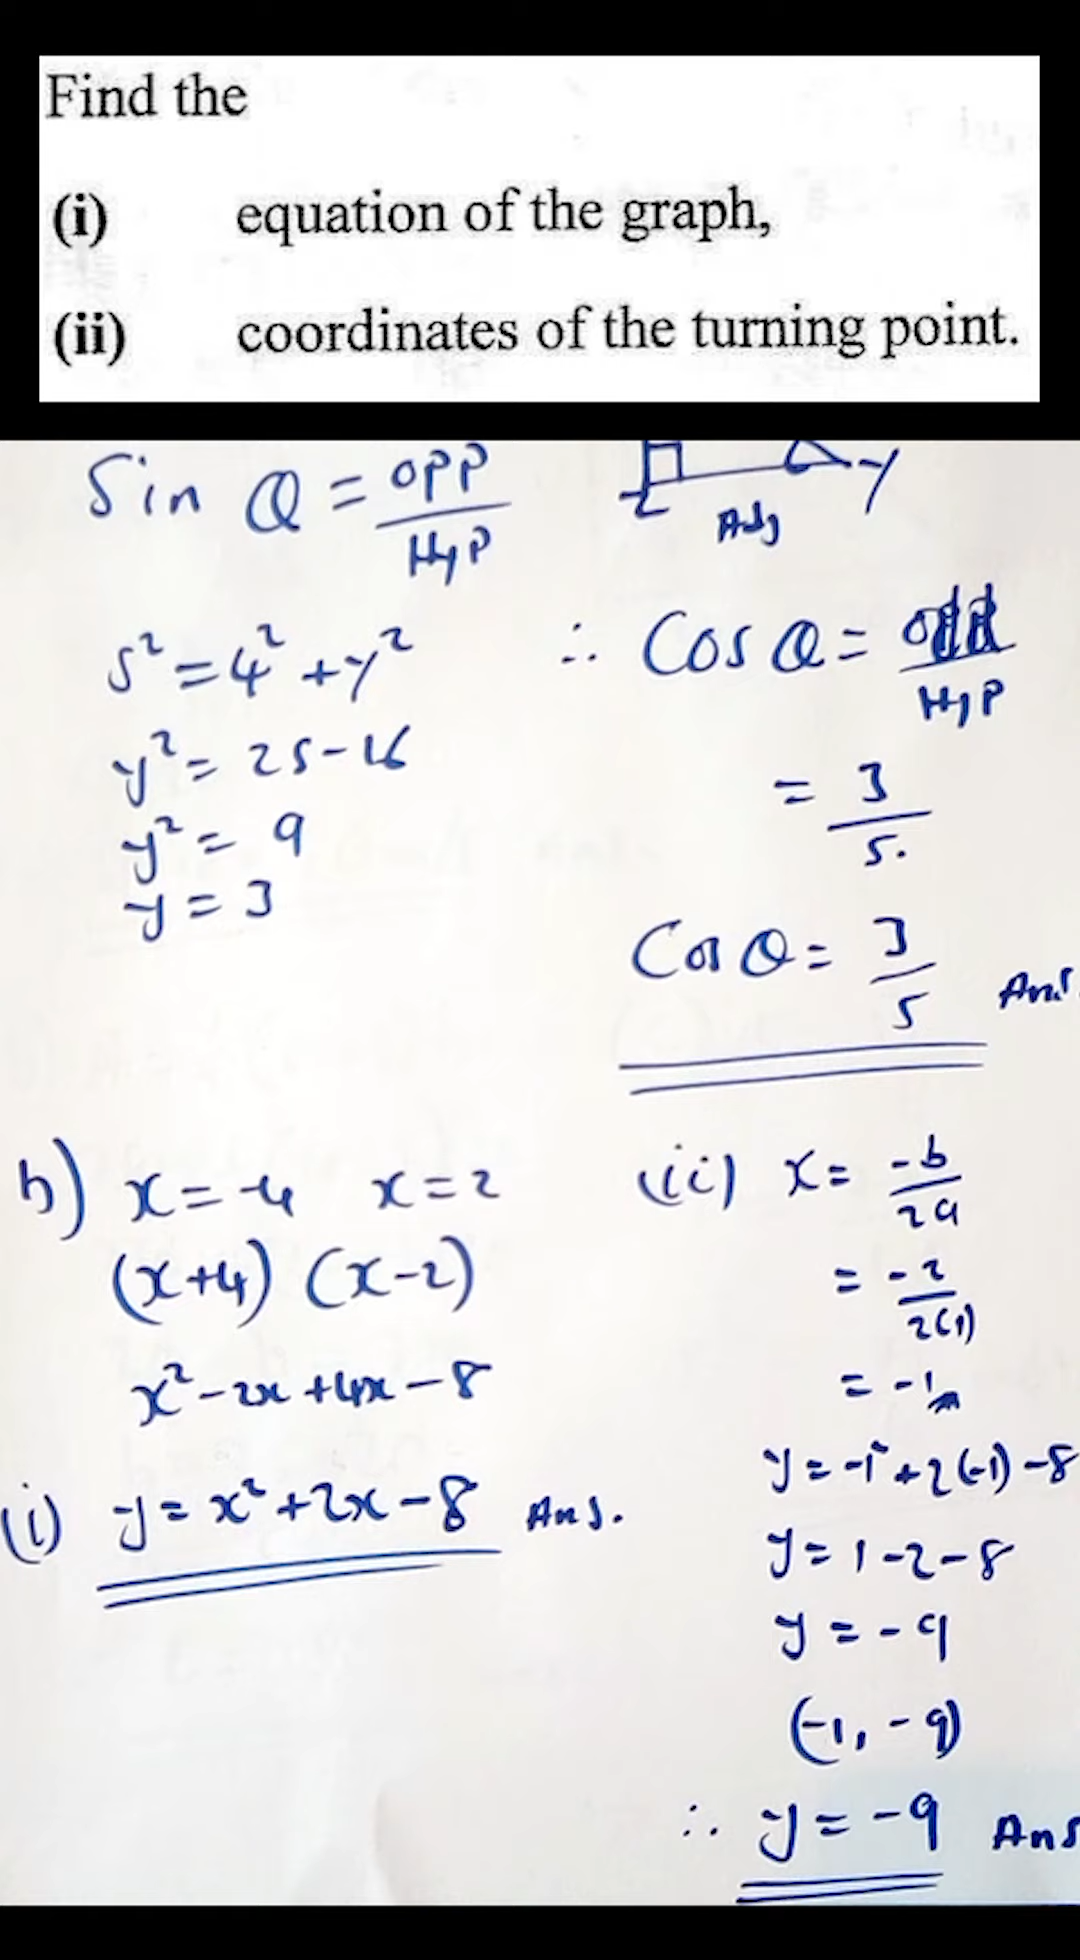 Find the
(i) equation of the graph,
(ii) coordinates of the turning point.
Sin Q = opp / Hyp
Z Adj Y
5² = 4² + y²
y² = 25 - 16
y² = 9
y = 3
∴ Cos Q = / Hyp
= 3/5.
Cos Q = 3/5 Ans.
b) x = -4 x = 2
(x+4) (x-2)
x² - 2x + 4x - 8
(i) y = x² + 2x - 8 Ans.
(ii) x = -b/2a
= -2/2(1)
= -1
y = -1² + 2(-1) - 8
y = 1 - 2 - 8
y = -9
(-1, -9)
∴ y = -9 Ans